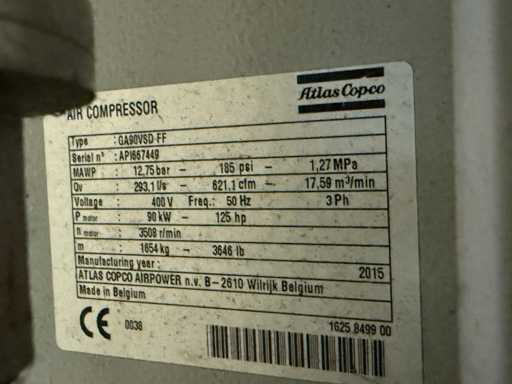 Atlas Copco
AIR COMPRESSOR
Type : GA90VSD FF
Serial n° : API667449
MAWP : 12,75 bar – 185 psi – 1,27 MPa
Qv : 293,1 l/s – 621,1 cfm – 17,59 m³/min
Voltage : 400 V Freq.: 50 Hz 3 Ph
P motor : 90 kW – 125 hp
n motor : 3508 r/min
m : 1654 kg – 3646 lb
Manufacturing year : 2015
ATLAS COPCO AIRPOWER n.v. B – 2610 Wilrijk Belgium
Made in Belgium
CE 0038
1625 8499 00